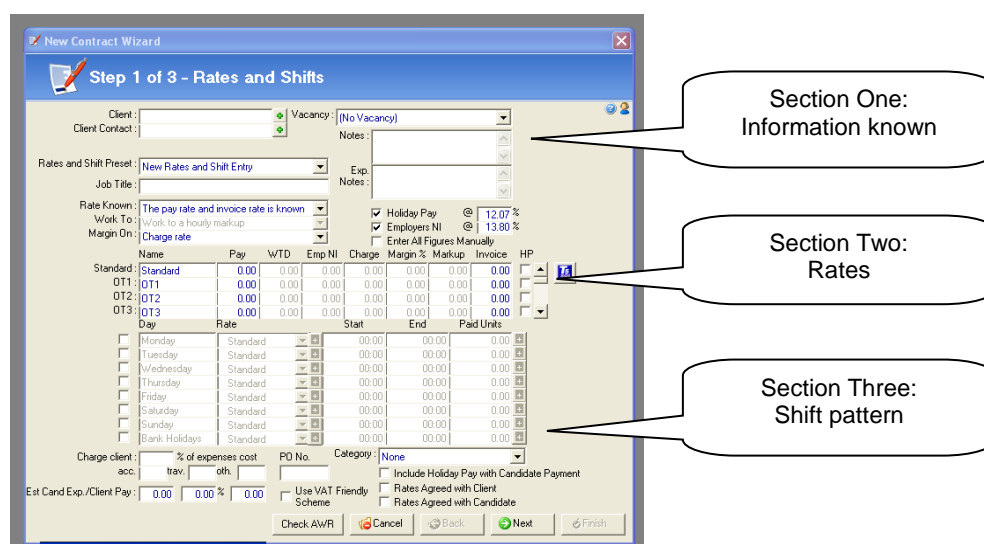 New Contract Wizard
Step 1 of 3 - Rates and Shifts
Client :
Vacancy : (No Vacancy)
Client Contact :
Notes :
Rates and Shift Preset : New Rates and Shift Entry
Exp. Notes :
Job Title :
Rate Known : The pay rate and invoice rate is known
Holiday Pay @ 12.07 %
Work To : Work to a hourly markup
Employers NI @ 13.80 %
Margin On : Charge rate
Enter All Figures Manually
Name Pay WTD Emp NI Charge Margin % Markup Invoice HP
Standard : Standard 0.00 0.00 0.00 0.00 0.00 0.00 0.00
OT1 : OT1 0.00 0.00 0.00 0.00 0.00 0.00 0.00
OT2 : OT2 0.00 0.00 0.00 0.00 0.00 0.00 0.00
OT3 : OT3 0.00 0.00 0.00 0.00 0.00 0.00 0.00
Day Rate Start End Paid Units
Monday Standard 00:00 00:00 0.00
Tuesday Standard 00:00 00:00 0.00
Wednesday Standard 00:00 00:00 0.00
Thursday Standard 00:00 00:00 0.00
Friday Standard 00:00 00:00 0.00
Saturday Standard 00:00 00:00 0.00
Sunday Standard 00:00 00:00 0.00
Bank Holidays Standard 00:00 00:00 0.00
Charge client : % of expenses cost PO No. Category : None
acc. trav. oth.
Include Holiday Pay with Candidate Payment
Est Cand Exp./Client Pay : 0.00 0.00 % 0.00
Use VAT Friendly Scheme
Rates Agreed with Client
Rates Agreed with Candidate
Check AWR Cancel Back Next Finish
Section One:
Information known
Section Two:
Rates
Section Three:
Shift pattern